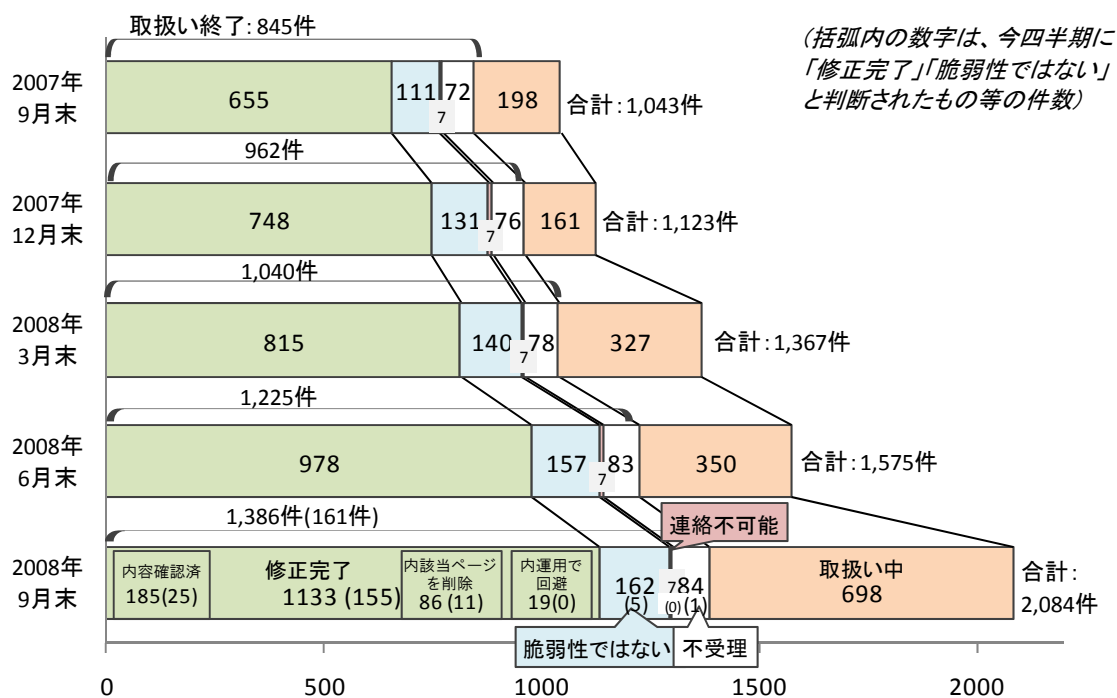 取扱い終了：845件
(括弧内の数字は、今四半期に
「修正完了」「脆弱性ではない」
と判断されたもの等の件数)
2007年
9月末
655
111
7
72
198
合計：1,043件
962件
2007年
12月末
748
131
7
76
161
合計：1,123件
1,040件
2008年
3月末
815
140
7
78
327
合計：1,367件
1,225件
2008年
6月末
978
157
7
83
350
合計：1,575件
1,386件(161件)
連絡不可能
2008年
9月末
内容確認済
185(25)
修正完了
1133 (155)
内該当ページ
を削除
86 (11)
内運用で
回避
19(0)
162
(5)
7
(0)
84
(1)
取扱い中
698
合計：
2,084件
脆弱性ではない
不受理
0
500
1000
1500
2000